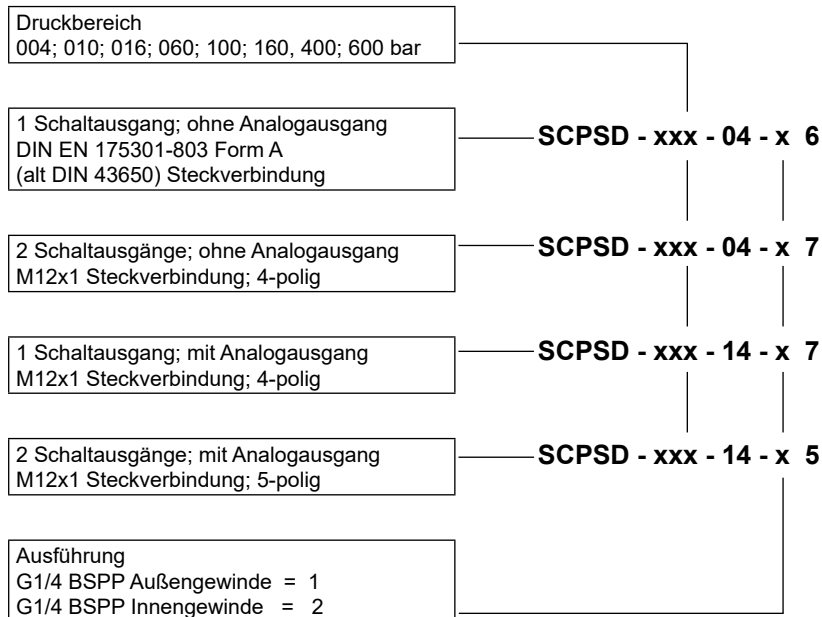 Druckbereich
004; 010; 016; 060; 100; 160, 400; 600 bar
1 Schaltausgang; ohne Analogausgang
DIN EN 175301-803 Form A
(alt DIN 43650) Steckverbindung
SCPSD - xxx - 04 - x 6
2 Schaltausgänge; ohne Analogausgang
M12x1 Steckverbindung; 4-polig
SCPSD - xxx - 04 - x 7
1 Schaltausgang; mit Analogausgang
M12x1 Steckverbindung; 4-polig
SCPSD - xxx - 14 - x 7
2 Schaltausgänge; mit Analogausgang
M12x1 Steckverbindung; 5-polig
SCPSD - xxx - 14 - x 5
Ausführung
G1/4 BSPP Außengewinde = 1
G1/4 BSPP Innengewinde = 2